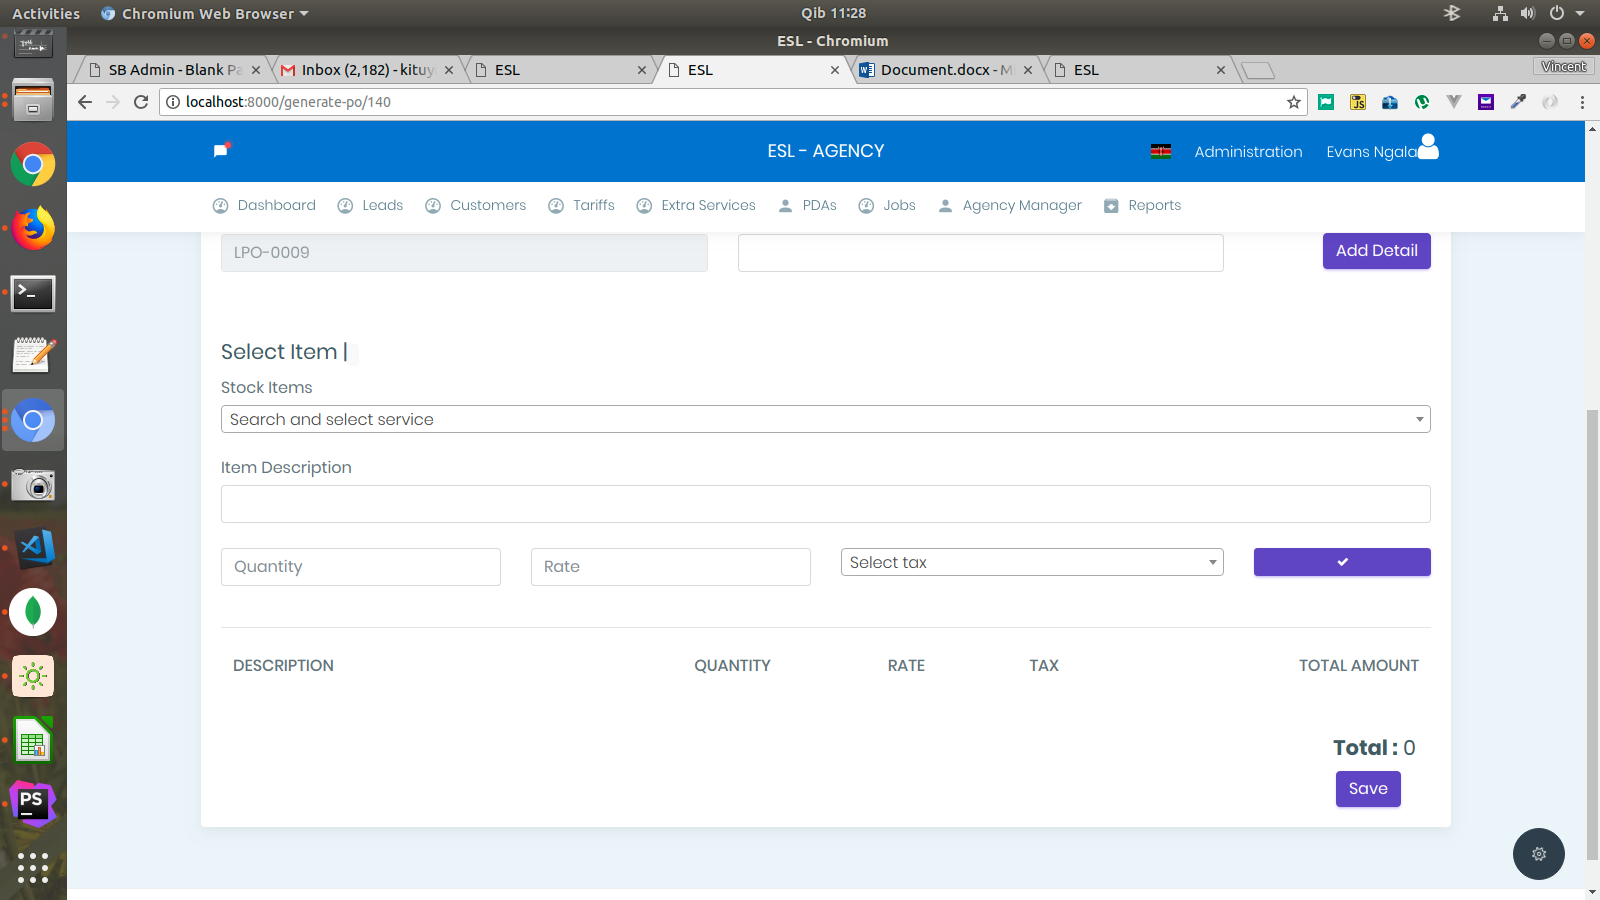 Activities Chromium Web Browser Qib 11:28
ESL - Chromium
SB Admin - Blank Pa Inbox (2,182) - kituy ESL ESL Document.docx - M ESL Vincent
localhost:8000/generate-po/140
ESL - AGENCY Administration Evans Ngala
Dashboard Leads Customers Tariffs Extra Services PDAs Jobs Agency Manager Reports
LPO-0009 Add Detail
Select Item |
Stock Items
Search and select service
Item Description
Quantity Rate Select tax
DESCRIPTION QUANTITY RATE TAX TOTAL AMOUNT
Total : 0
Save